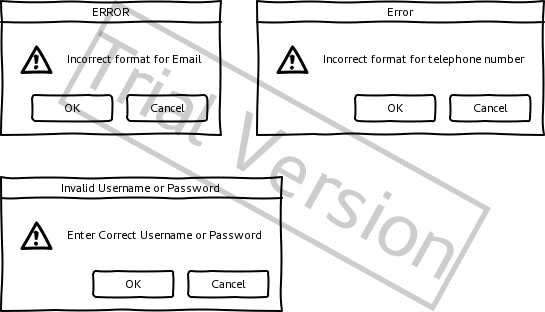 ERROR
Incorrect format for Email
OK
Cancel
Error
Incorrect format for telephone number
OK
Cancel
Invalid Username or Password
Enter Correct Username or Password
OK
Cancel
Trial Version